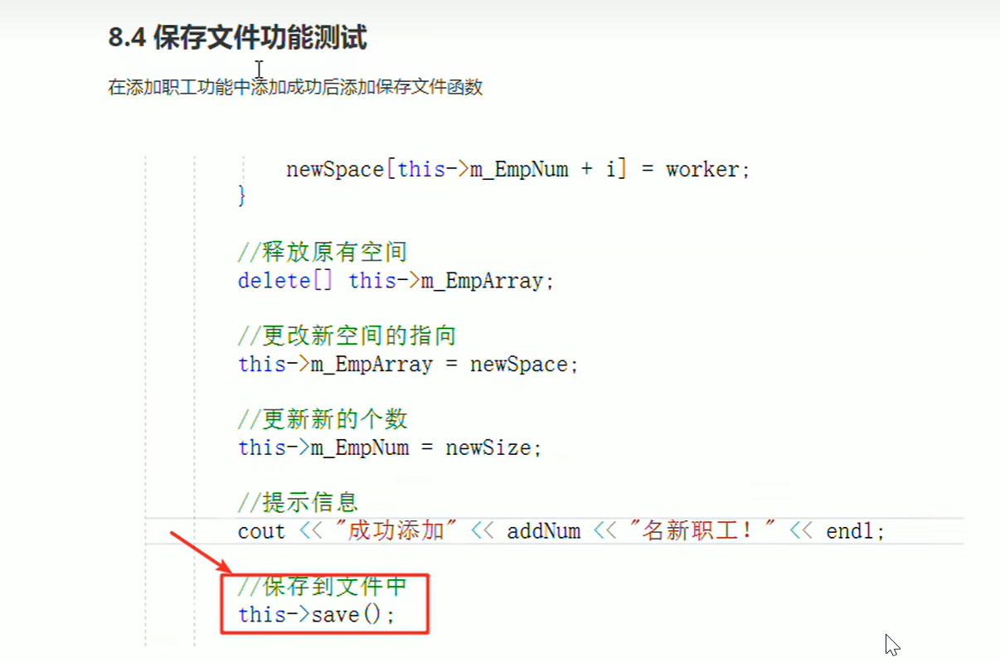 8.4 保存文件功能测试
在添加职工功能中添加成功后添加保存文件函数
newSpace[this->m_EmpNum + i] = worker;
}
//释放原有空间
delete[] this->m_EmpArray;
//更改新空间的指向
this->m_EmpArray = newSpace;
//更新新的个数
this->m_EmpNum = newSize;
//提示信息
cout << "成功添加" << addNum << "名新职工！" << endl;
//保存到文件中
this->save();